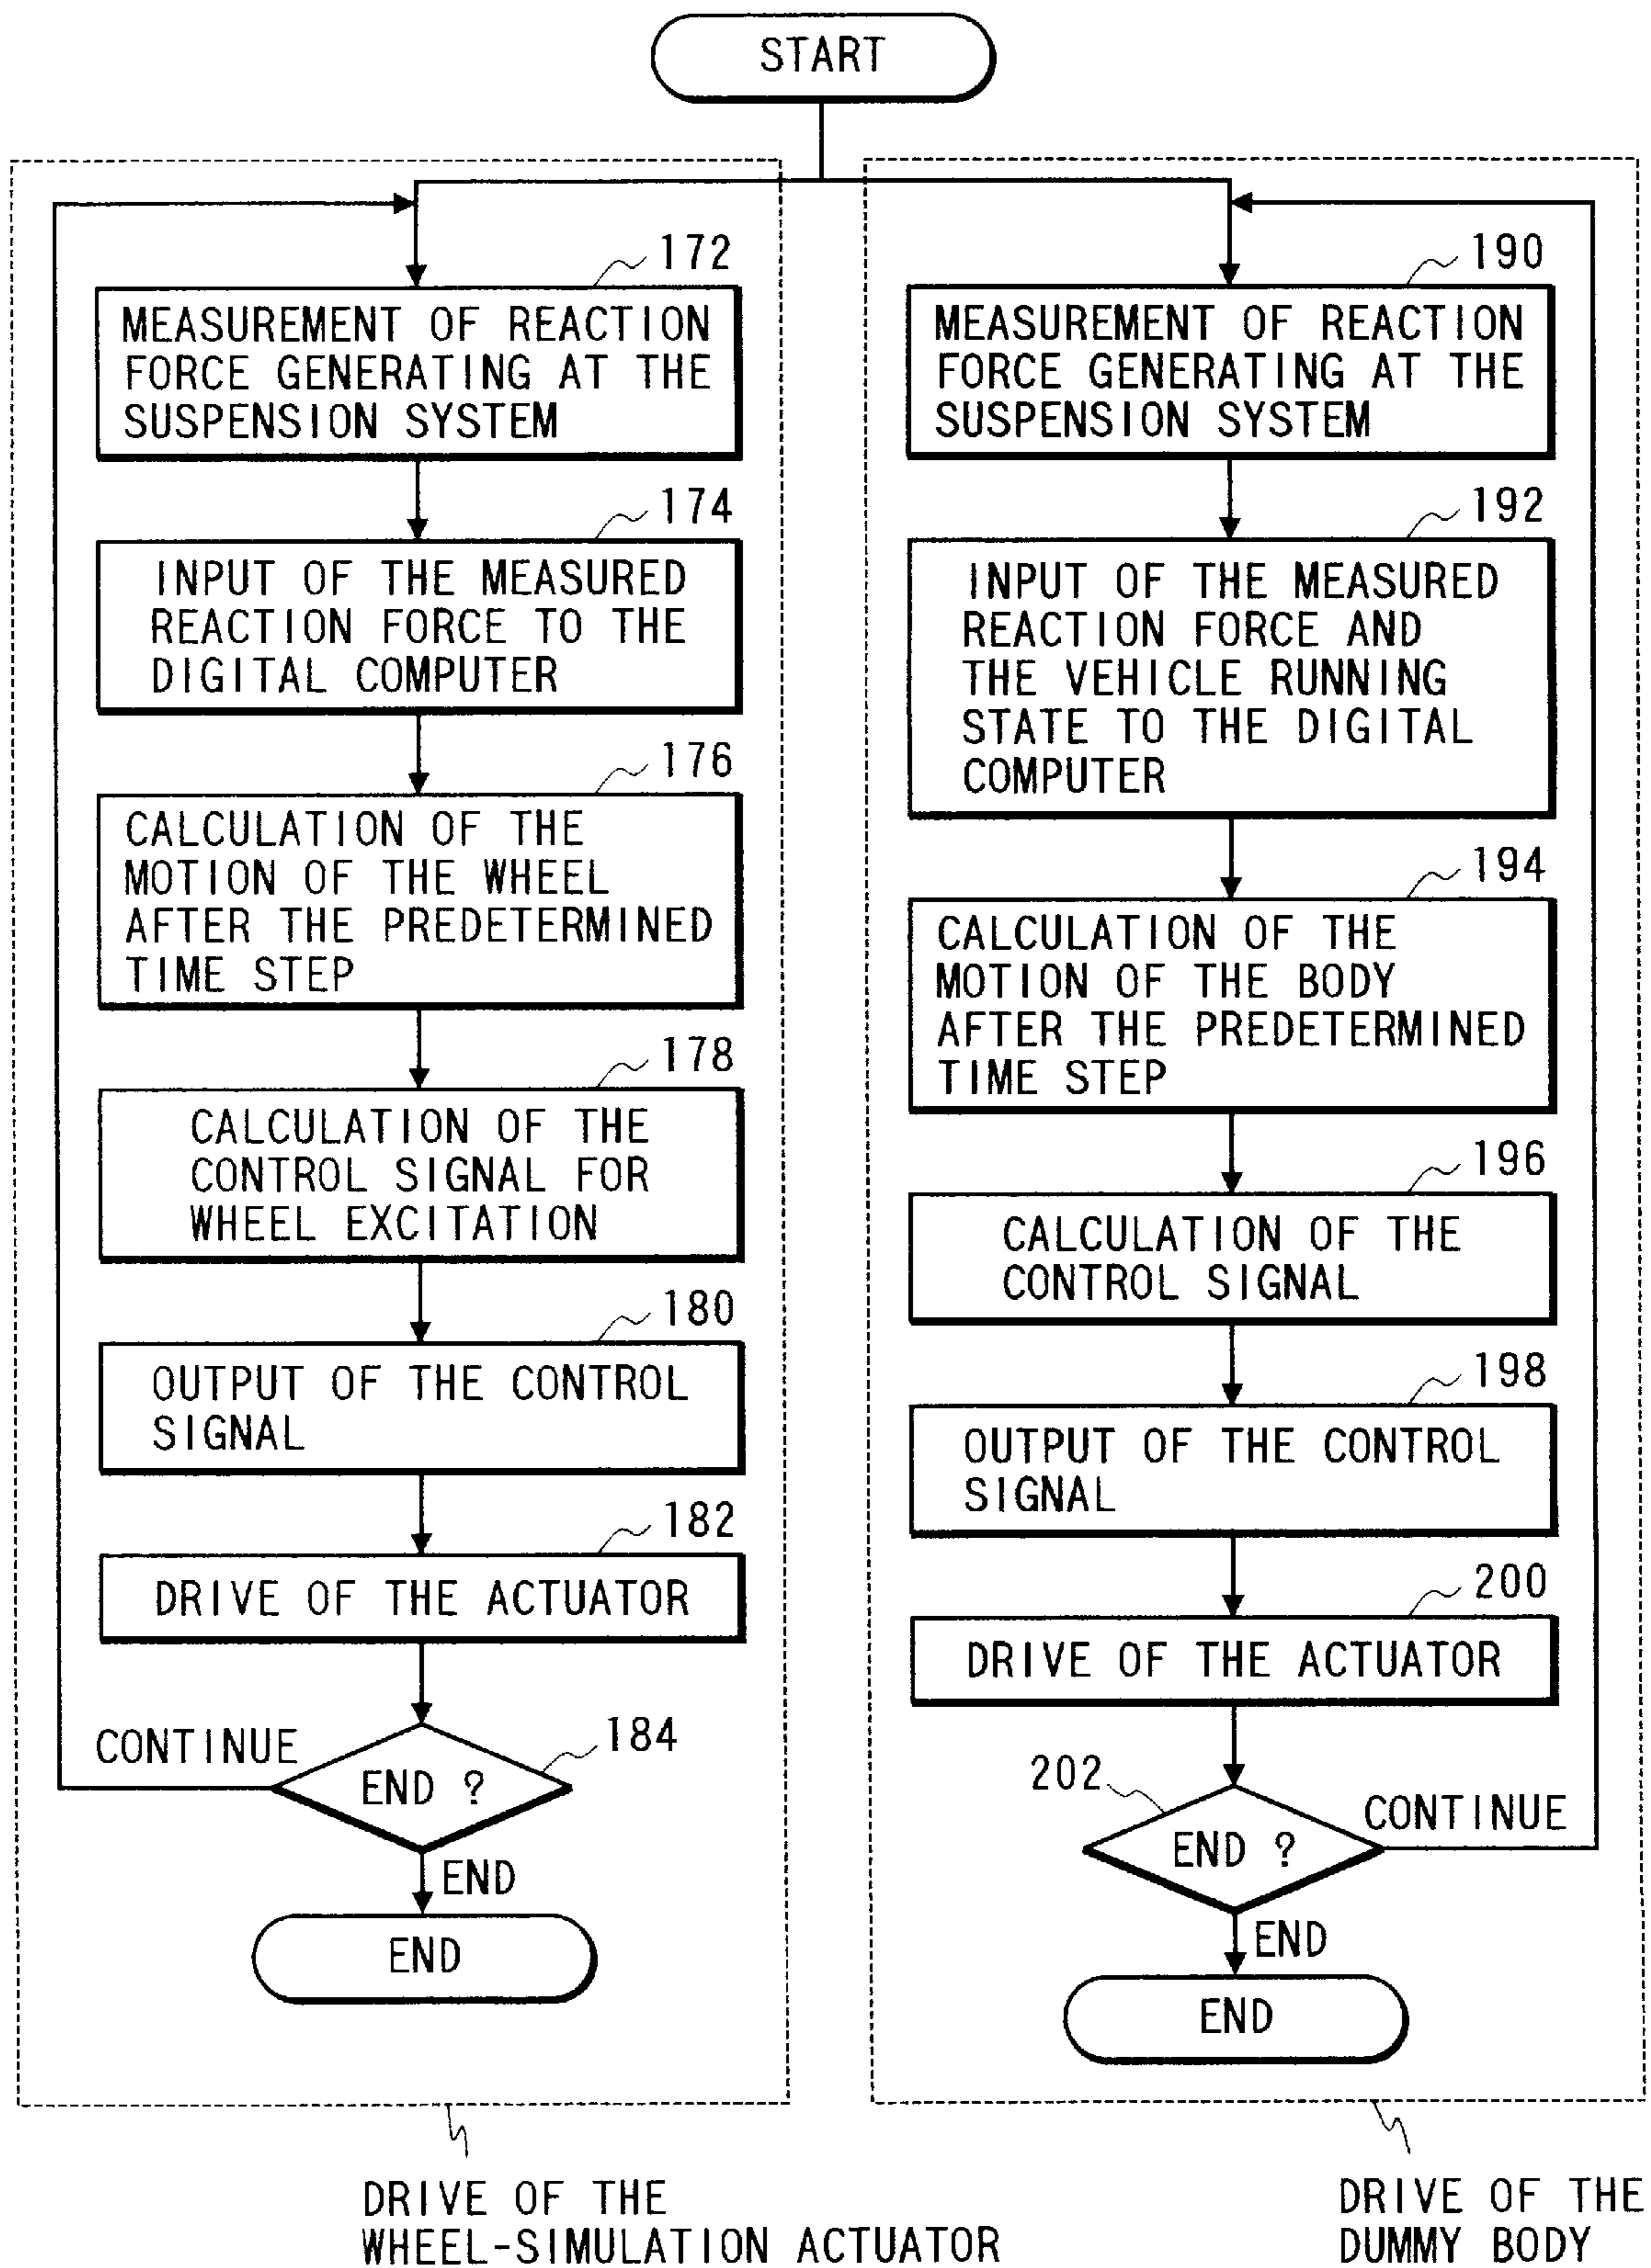 START
172
MEASUREMENT OF REACTION
FORCE GENERATING AT THE
SUSPENSION SYSTEM
174
INPUT OF THE MEASURED
REACTION FORCE TO THE
DIGITAL COMPUTER
176
CALCULATION OF THE
MOTION OF THE WHEEL
AFTER THE PREDETERMINED
TIME STEP
178
CALCULATION OF THE
CONTROL SIGNAL FOR
WHEEL EXCITATION
180
OUTPUT OF THE CONTROL
SIGNAL
182
DRIVE OF THE ACTUATOR
184
CONTINUE
END ?
END
END
DRIVE OF THE
WHEEL-SIMULATION ACTUATOR
190
MEASUREMENT OF REACTION
FORCE GENERATING AT THE
SUSPENSION SYSTEM
192
INPUT OF THE MEASURED
REACTION FORCE AND
THE VEHICLE RUNNING
STATE TO THE DIGITAL
COMPUTER
194
CALCULATION OF THE
MOTION OF THE BODY
AFTER THE PREDETERMINED
TIME STEP
196
CALCULATION OF THE
CONTROL SIGNAL
198
OUTPUT OF THE CONTROL
SIGNAL
200
DRIVE OF THE ACTUATOR
202
CONTINUE
END ?
END
END
DRIVE OF THE
DUMMY BODY